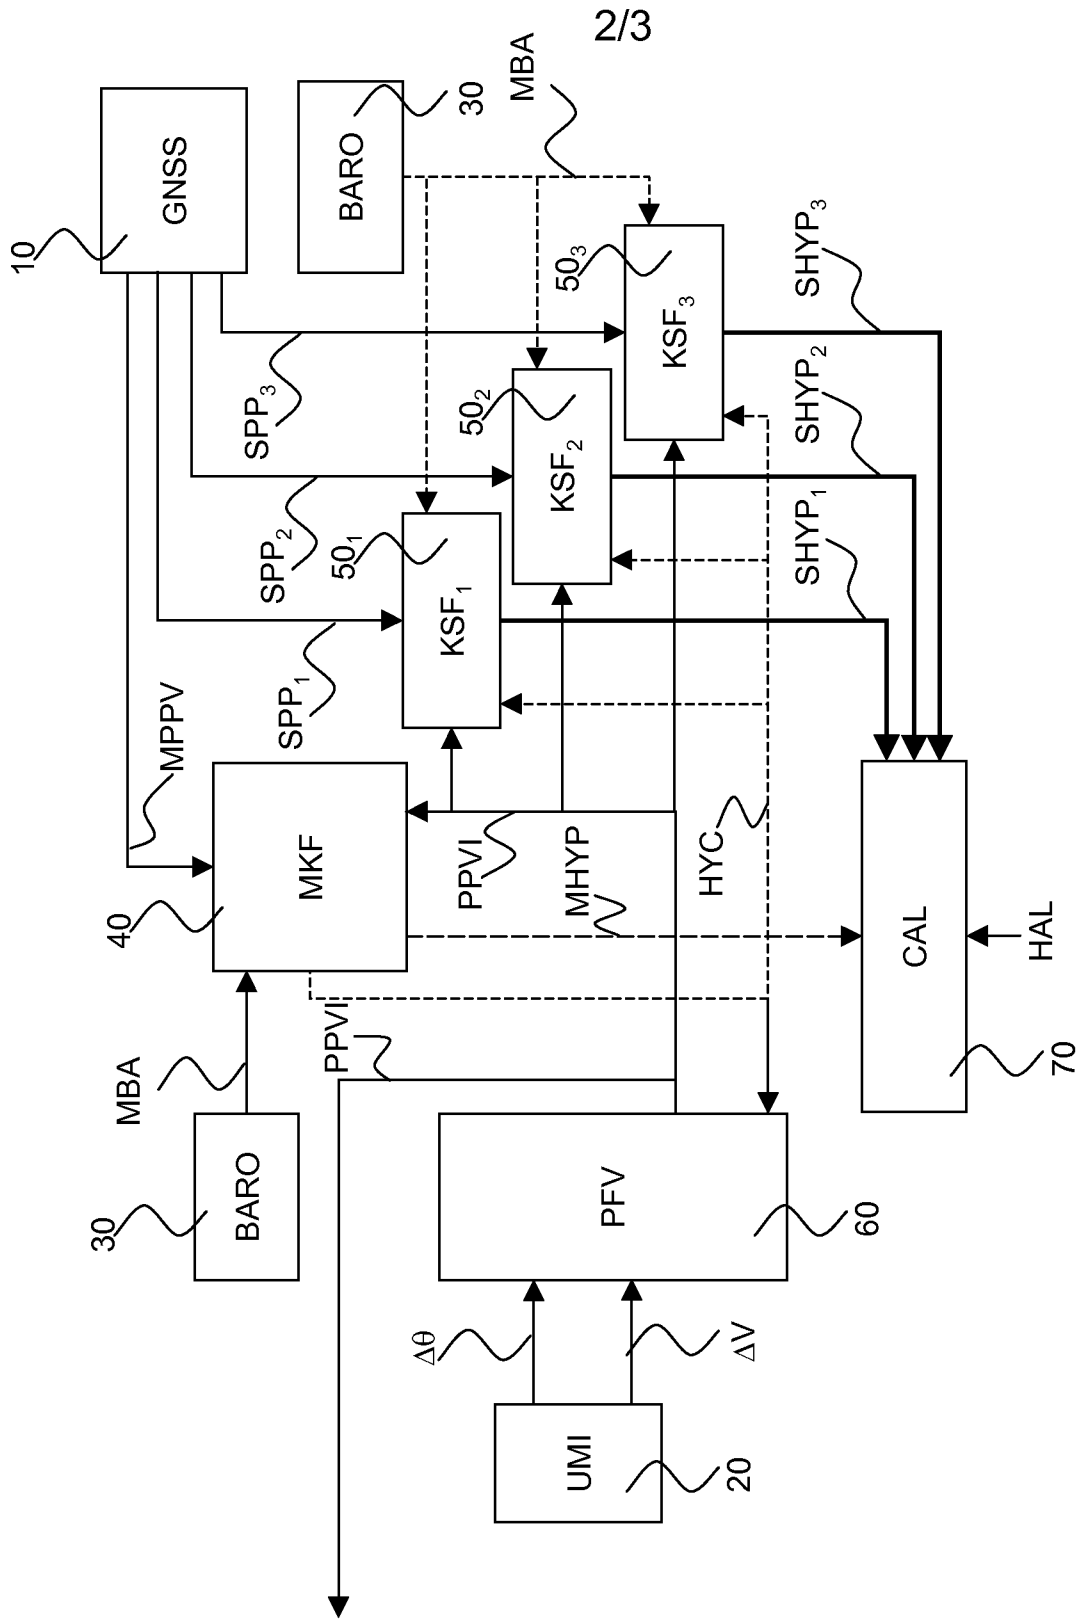 2/3
10
GNSS
BARO
30
MBA
MPPV
SPP1
SPP2
SPP3
501
502
503
KSF1
KSF2
KSF3
SHYP1
SHYP2
SHYP3
40
MKF
PPVI
MHYP
HYC
30
BARO
MBA
PPVI
CAL
HAL
70
PFV
60
Δθ
ΔV
UMI
20